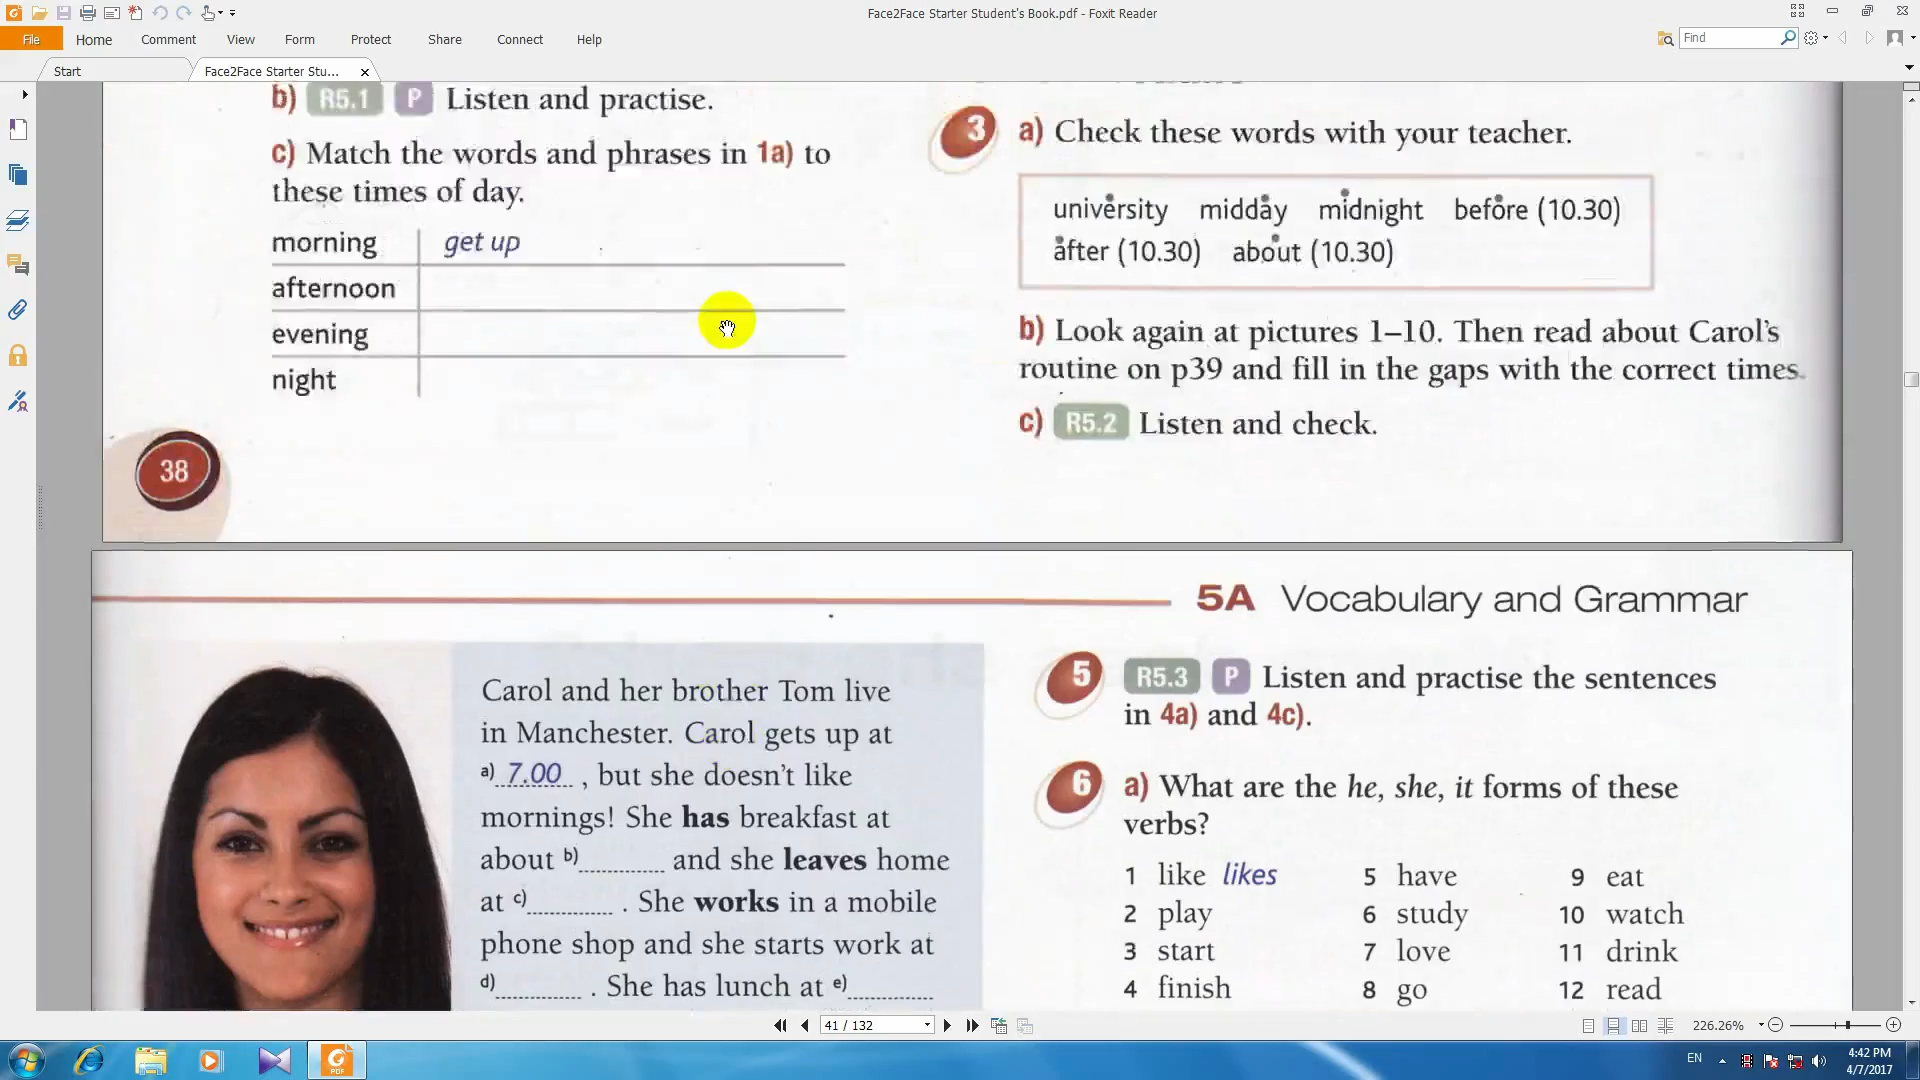 Face2Face Starter Student's Book.pdf - Foxit Reader
File Home Comment View Form Protect Share Connect Help
Find
Start
Face2Face Starter Stu...
b) R5.1 P Listen and practise.
c) Match the words and phrases in 1a) to
these times of day.
morning get up
afternoon
evening
night
38
3 a) Check these words with your teacher.
university midday midnight before (10.30)
after (10.30) about (10.30)
b) Look again at pictures 1–10. Then read about Carol's
routine on p39 and fill in the gaps with the correct times.
c) R5.2 Listen and check.
5A Vocabulary and Grammar
Carol and her brother Tom live
in Manchester. Carol gets up at
a) 7.00 , but she doesn't like
mornings! She has breakfast at
about b) and she leaves home
at c) . She works in a mobile
phone shop and she starts work at
d) . She has lunch at e)
5 R5.3 P Listen and practise the sentences
in 4a) and 4c).
6 a) What are the he, she, it forms of these
verbs?
1 like likes 5 have 9 eat
2 play 6 study 10 watch
3 start 7 love 11 drink
4 finish 8 go 12 read
41 / 132
226.26%
PDF
EN
4:42 PM
4/7/2017